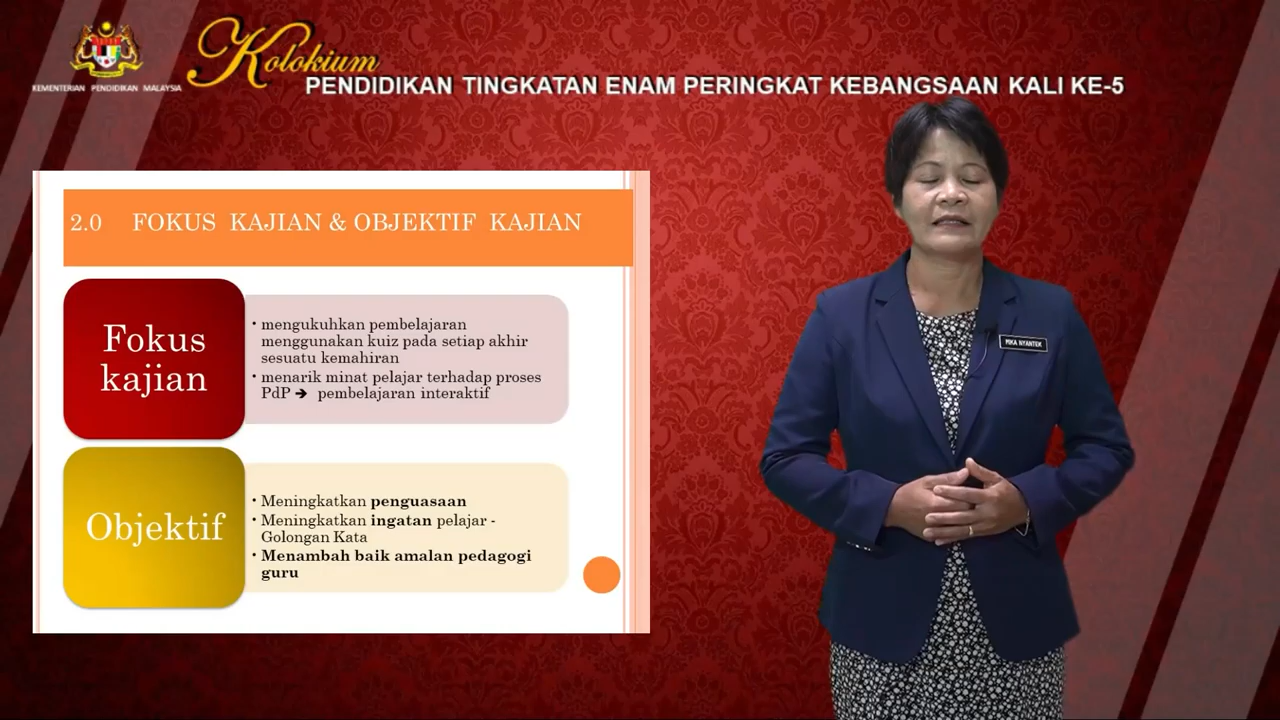 KEMENTERIAN PENDIDIKAN MALAYSIA
Kolokium
PENDIDIKAN TINGKATAN ENAM PERINGKAT KEBANGSAAN KALI KE-5
2.0 FOKUS KAJIAN & OBJEKTIF KAJIAN
Fokus
kajian
• mengukuhkan pembelajaran
menggunakan kuiz pada setiap akhir
sesuatu kemahiran
• menarik minat pelajar terhadap proses
PdP ➔ pembelajaran interaktif
Objektif
• Meningkatkan penguasaan
• Meningkatkan ingatan pelajar -
Golongan Kata
• Menambah baik amalan pedagogi
guru
RIKA NYANTEK